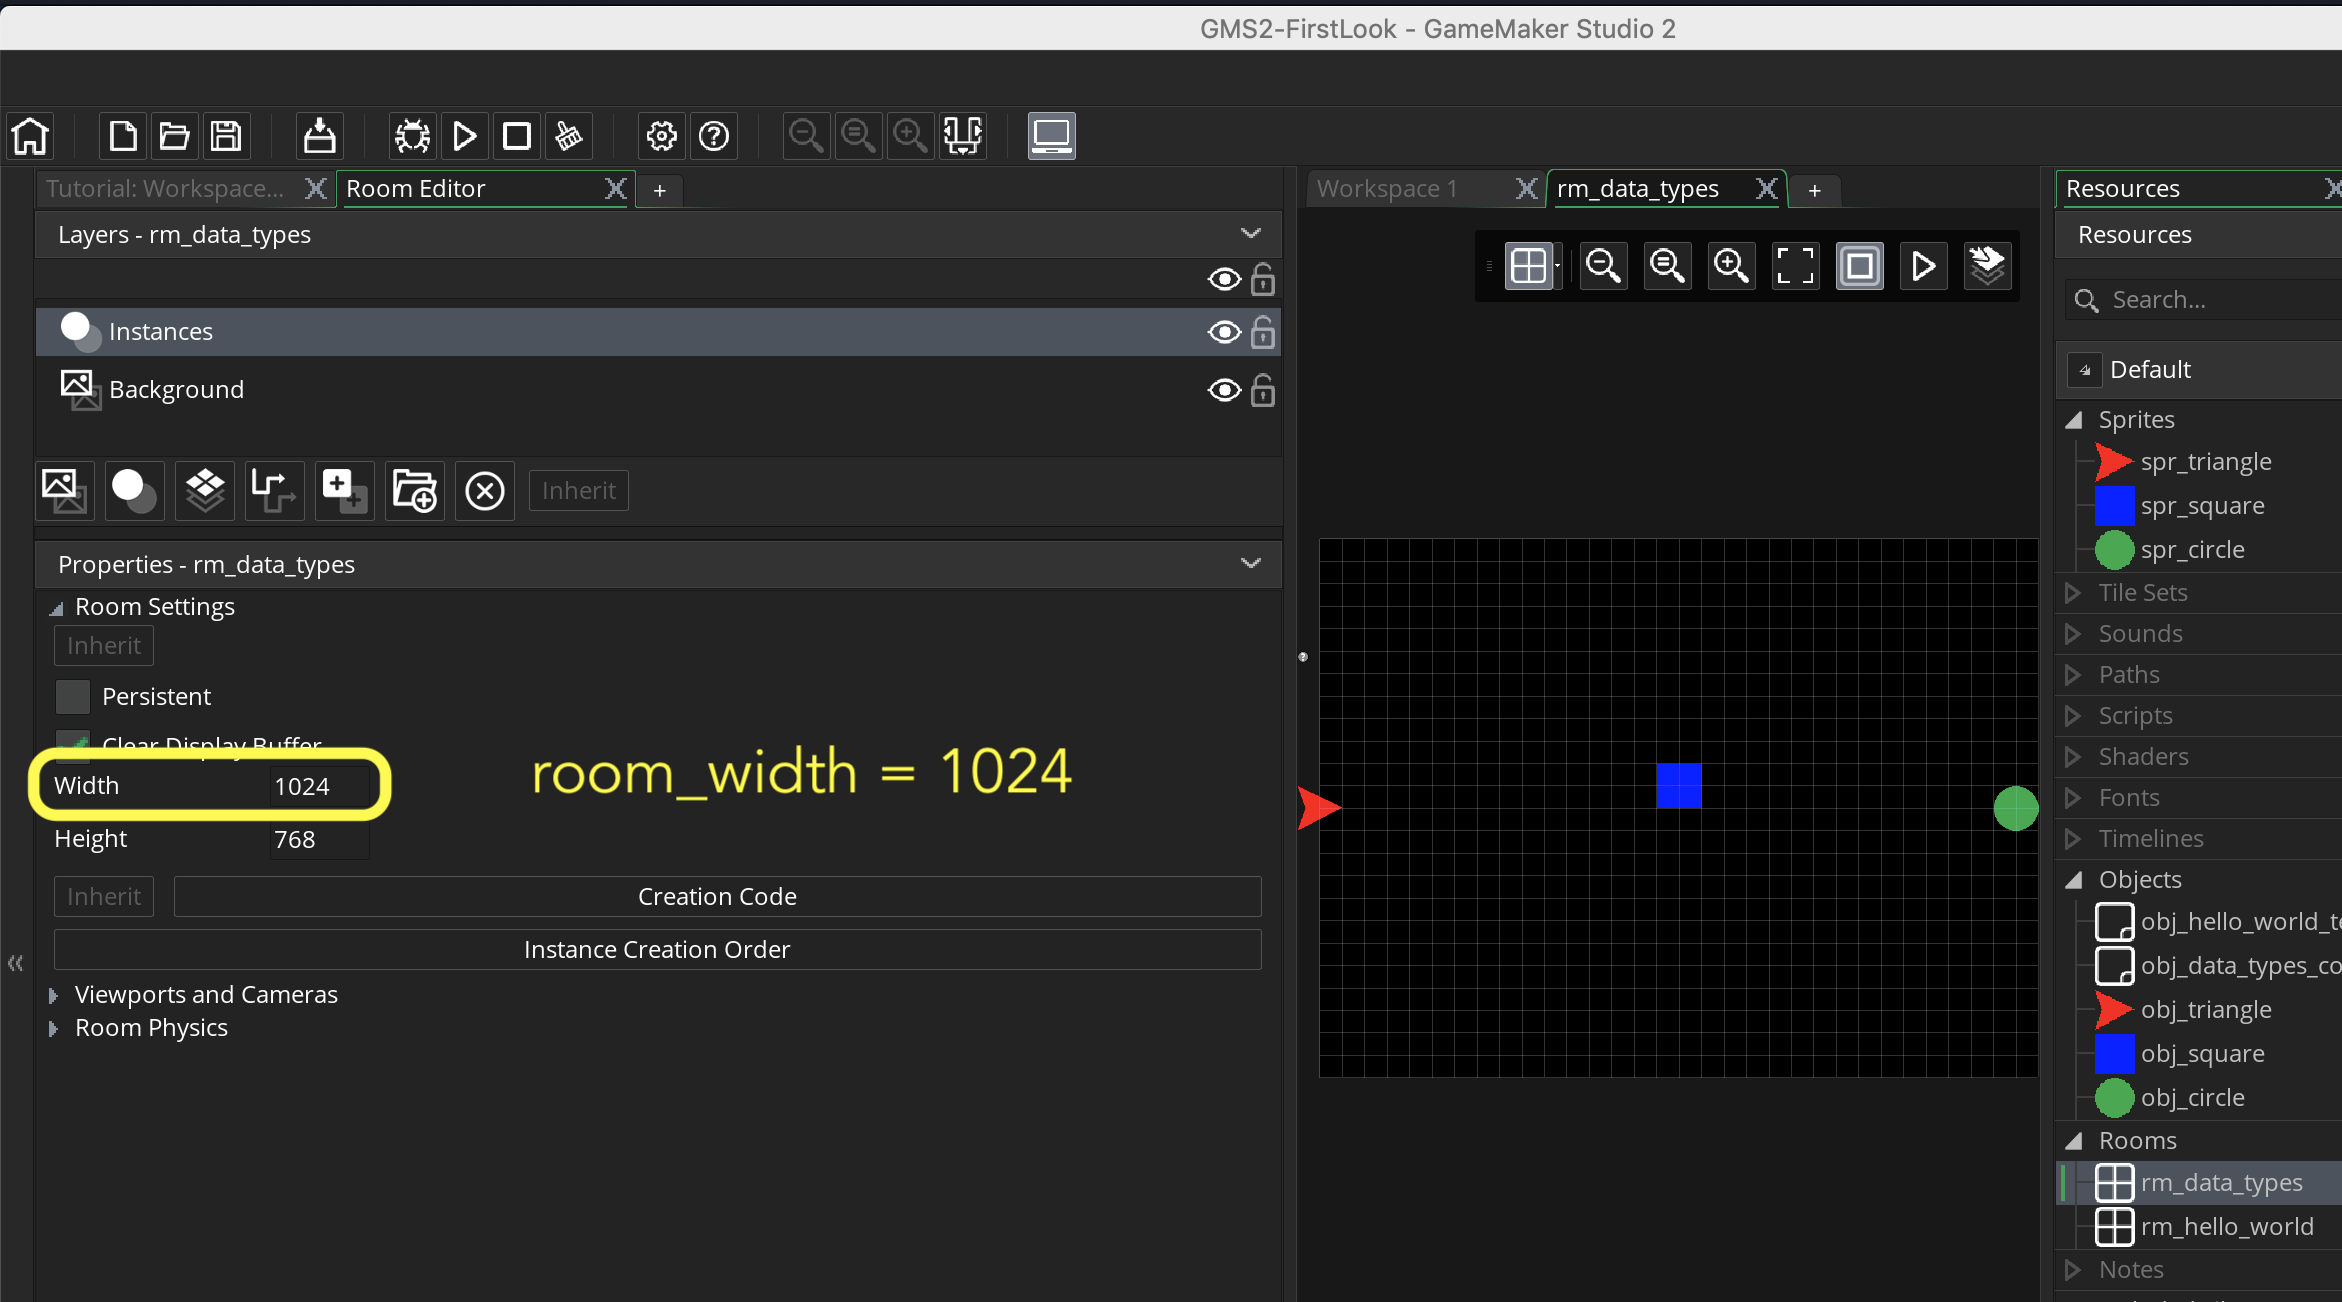 GMS2-FirstLook - GameMaker Studio 2
Tutorial: Workspace...
Room Editor
Workspace 1
rm_data_types
Resources
Layers - rm_data_types
Resources
Search...
Instances
Default
Background
Sprites
spr_triangle
Inherit
spr_square
spr_circle
Properties - rm_data_types
Tile Sets
Room Settings
Sounds
Inherit
Paths
Persistent
Scripts
Clear Display Buffer
Shaders
Width 1024
room_width = 1024
Fonts
Height 768
Timelines
Objects
Inherit
Creation Code
obj_hello_world_te
Instance Creation Order
obj_data_types_co
Viewports and Cameras
obj_triangle
Room Physics
obj_square
obj_circle
Rooms
rm_data_types
rm_hello_world
Notes